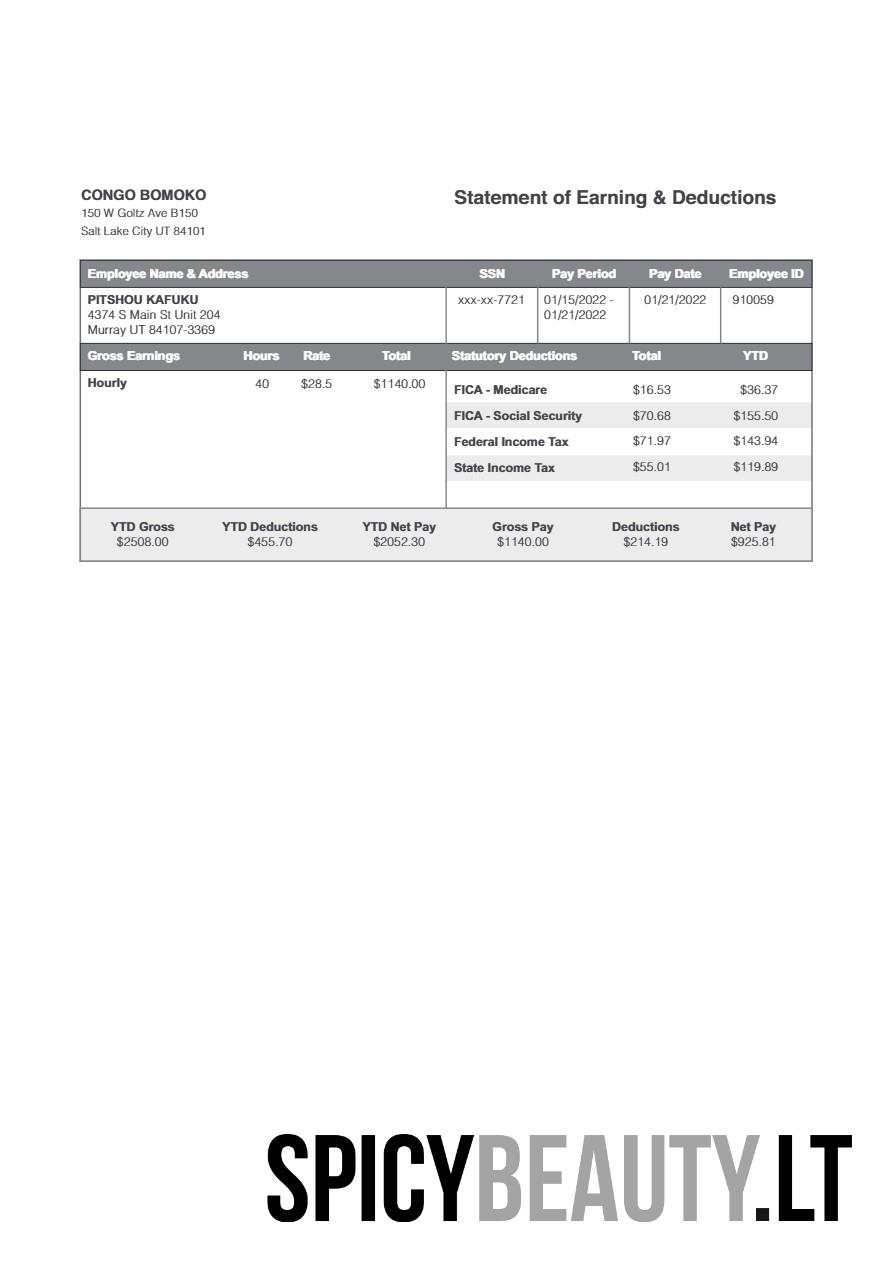 CONGO BOMOKO
150 W Goltz Ave B150
Salt Lake City UT 84101
Statement of Earning & Deductions
Employee Name & Address SSN Pay Period Pay Date Employee ID
PITSHOU KAFUKU xxx-xx-7721 01/15/2022 - 01/21/2022 910059
4374 S Main St Unit 204 01/21/2022
Murray UT 84107-3369
Gross Earnings Hours Rate Total Statutory Deductions Total YTD
Hourly 40 $28.5 $1140.00
FICA - Medicare $16.53 $36.37
FICA - Social Security $70.68 $155.50
Federal Income Tax $71.97 $143.94
State Income Tax $55.01 $119.89
YTD Gross YTD Deductions YTD Net Pay Gross Pay Deductions Net Pay
$2508.00 $455.70 $2052.30 $1140.00 $214.19 $925.81
SPICYBEAUTY.LT